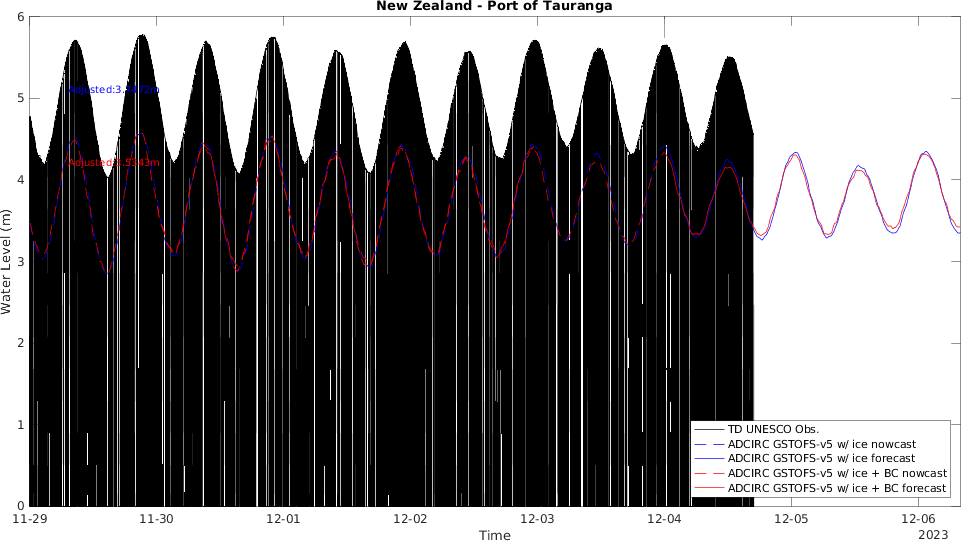 New Zealand - Port of Tauranga
Water Level (m)
6
5
4
3
2
1
0
11-29
11-30
12-01
12-02
12-03
12-04
12-05
12-06
Time
2023
TD UNESCO Obs.
ADCIRC GSTOFS-v5 w/ ice nowcast
ADCIRC GSTOFS-v5 w/ ice forecast
ADCIRC GSTOFS-v5 w/ ice + BC nowcast
ADCIRC GSTOFS-v5 w/ ice + BC forecast